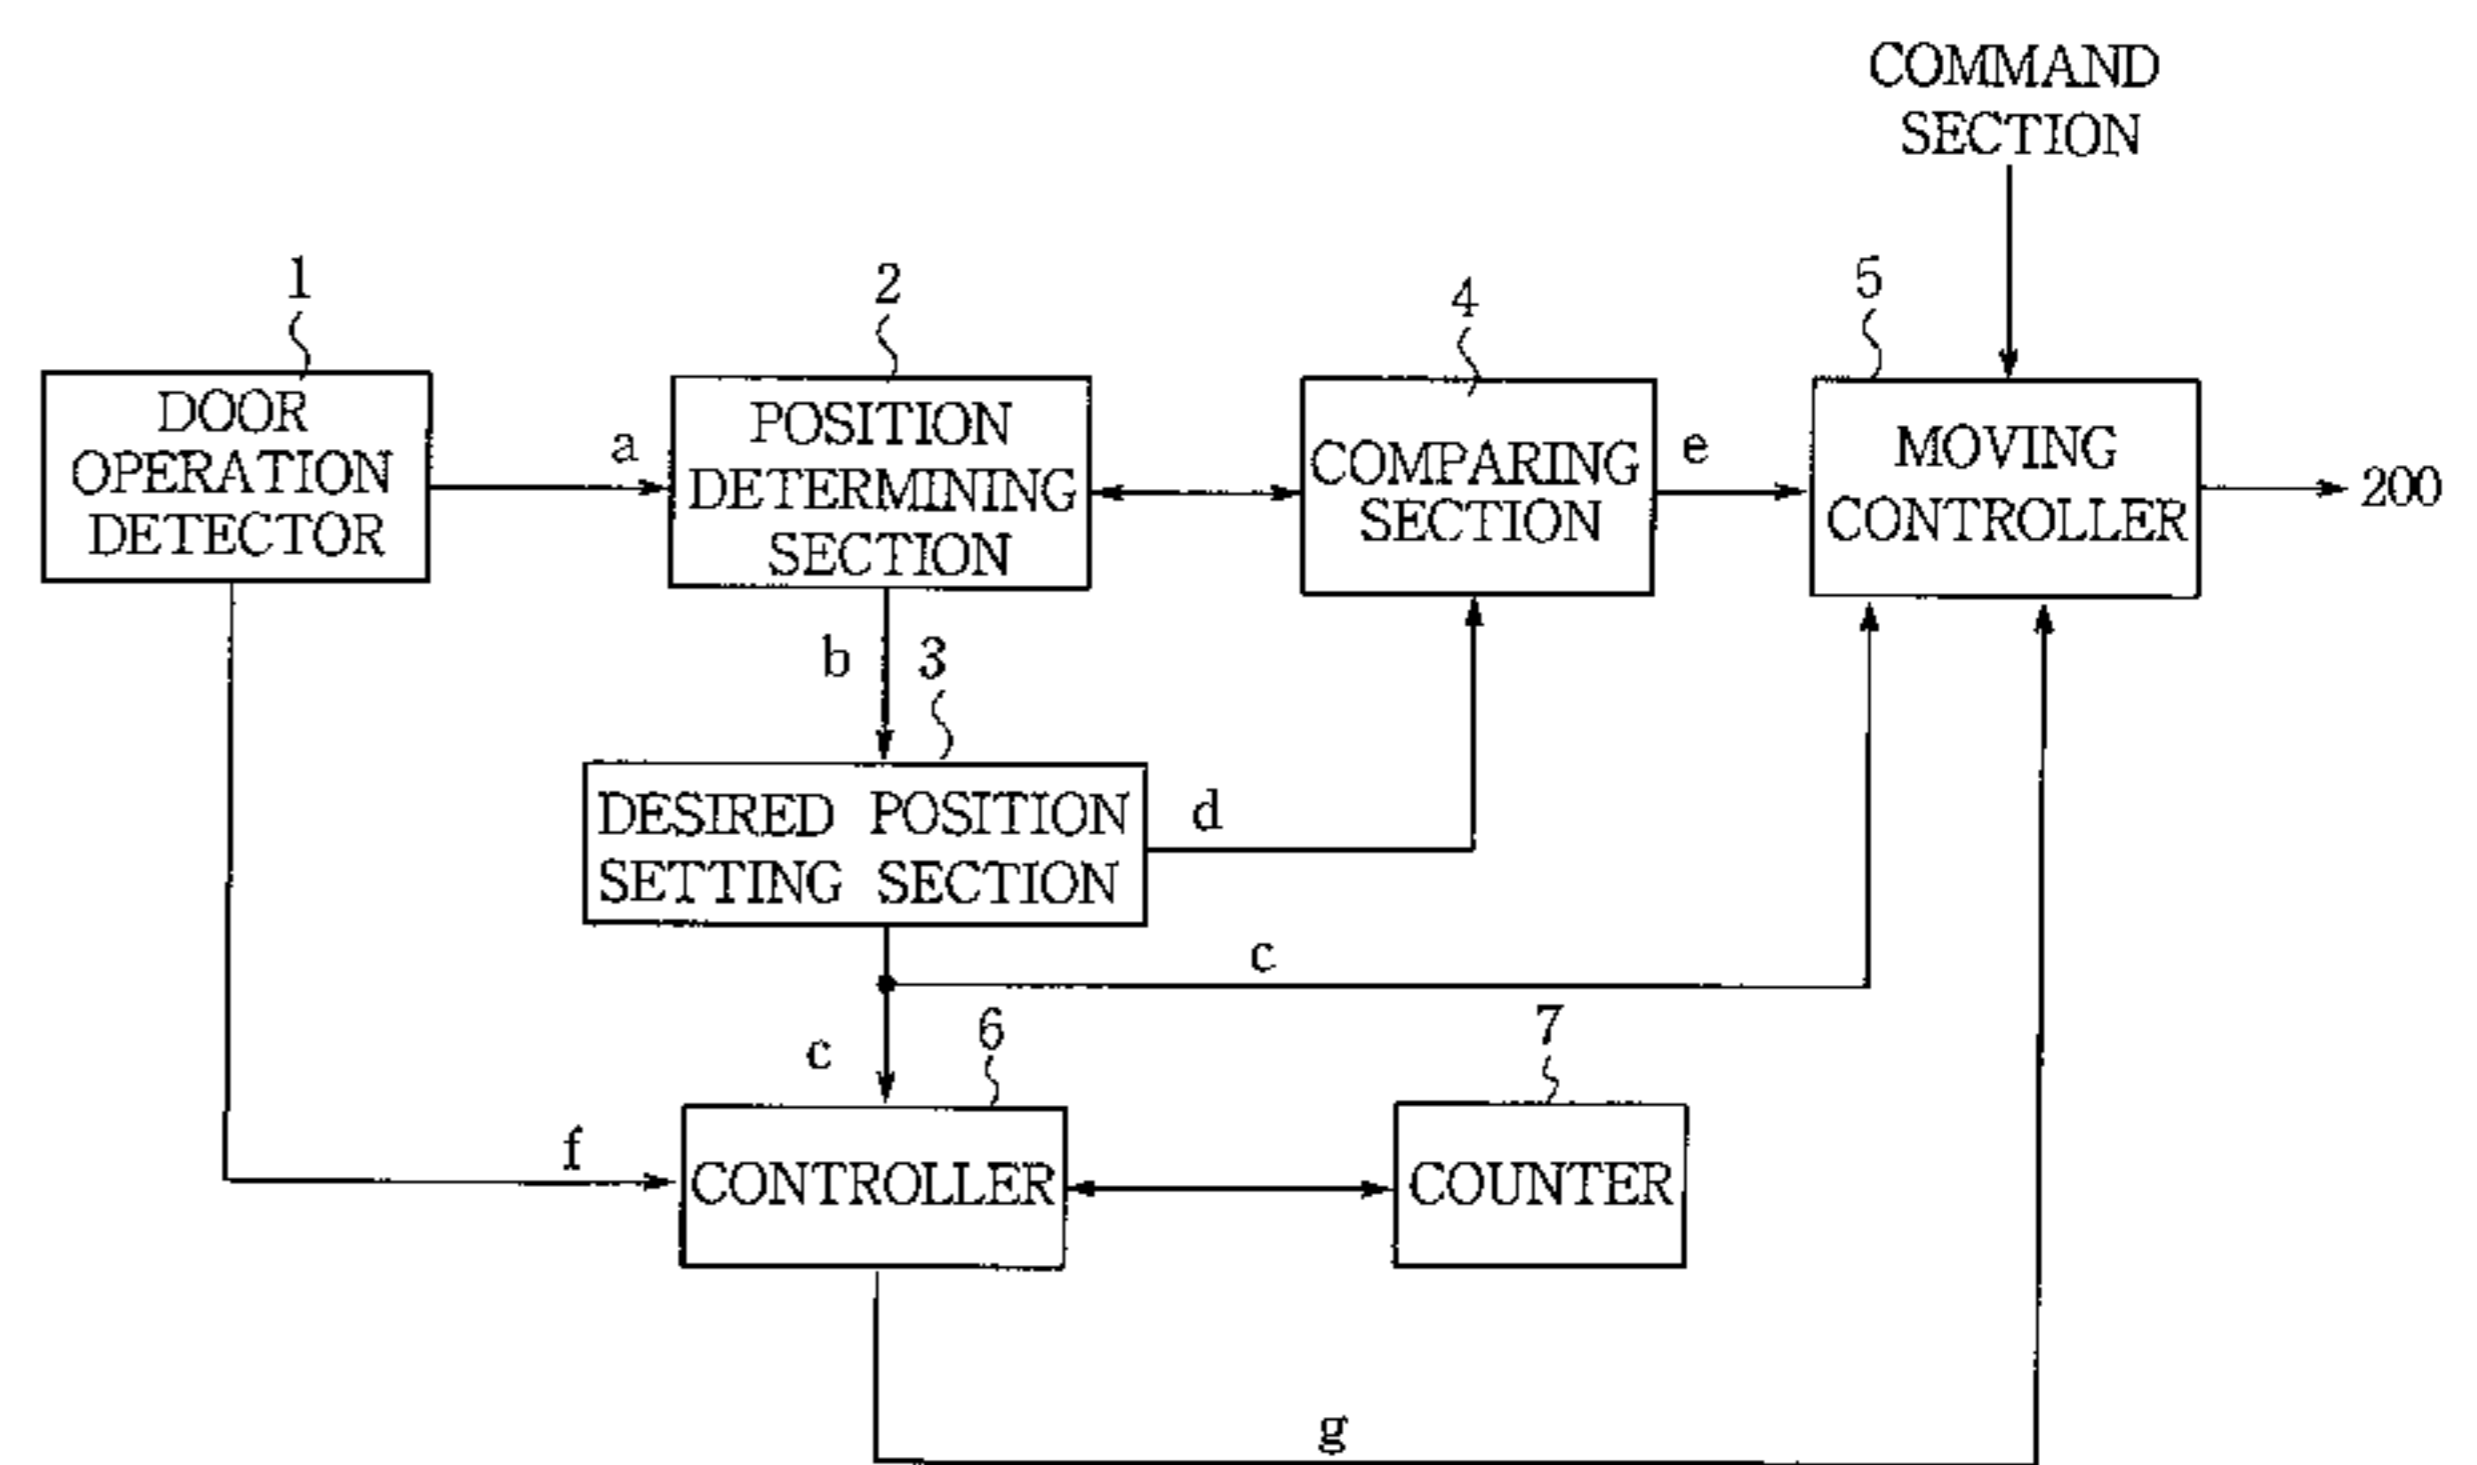 COMMAND
SECTION
1
2
4
5
DOOR
OPERATION
DETECTOR
a
POSITION
DETERMINING
SECTION
COMPARING
SECTION
e
MOVING
CONTROLLER
200
b
3
DESIRED POSITION
SETTING SECTION
d
c
c
6
7
f
CONTROLLER
COUNTER
g